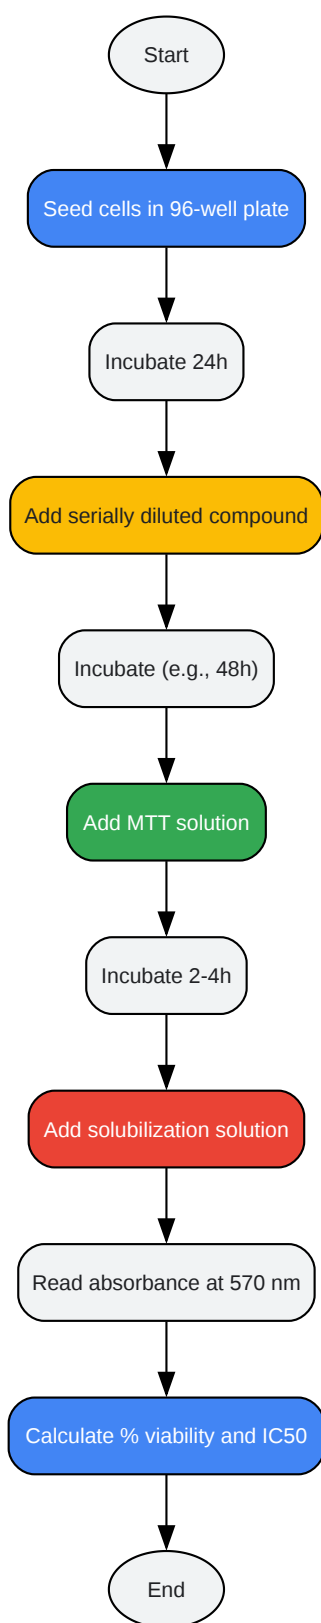 Start
Seed cells in 96-well plate
Incubate 24h
Add serially diluted compound
Incubate (e.g., 48h)
Add MTT solution
Incubate 2-4h
Add solubilization solution
Read absorbance at 570 nm
Calculate % viability and IC50
End